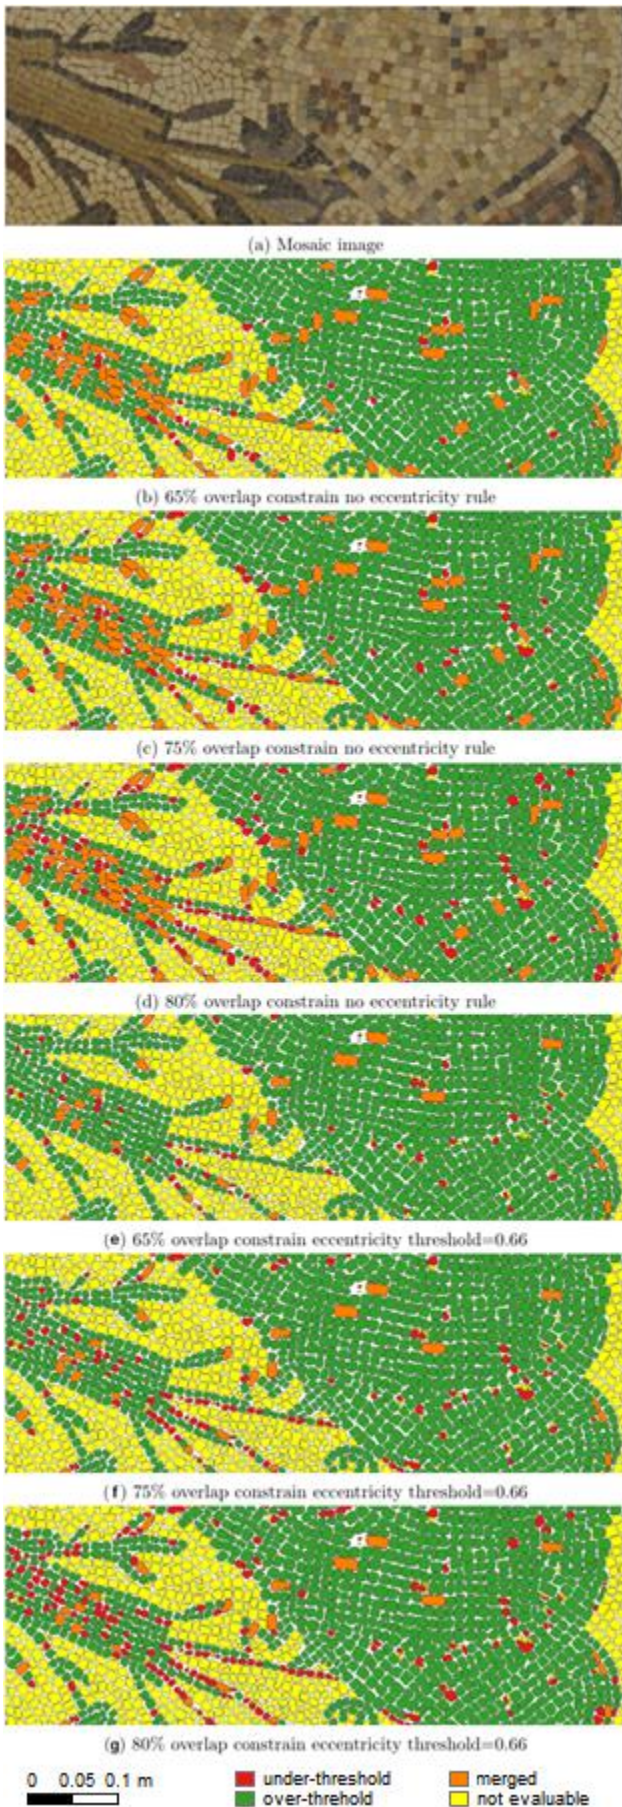 (a) Mosaic image
(b) 65% overlap constrain no eccentricity rule
(c) 75% overlap constrain no eccentricity rule
(d) 80% overlap constrain no eccentricity rule
(e) 65% overlap constrain eccentricity threshold=0.66
(f) 75% overlap constrain eccentricity threshold=0.66
(g) 80% overlap constrain eccentricity threshold=0.66
0 0.05 0.1 m
under-threshold
merged
over-threhold
not evaluable